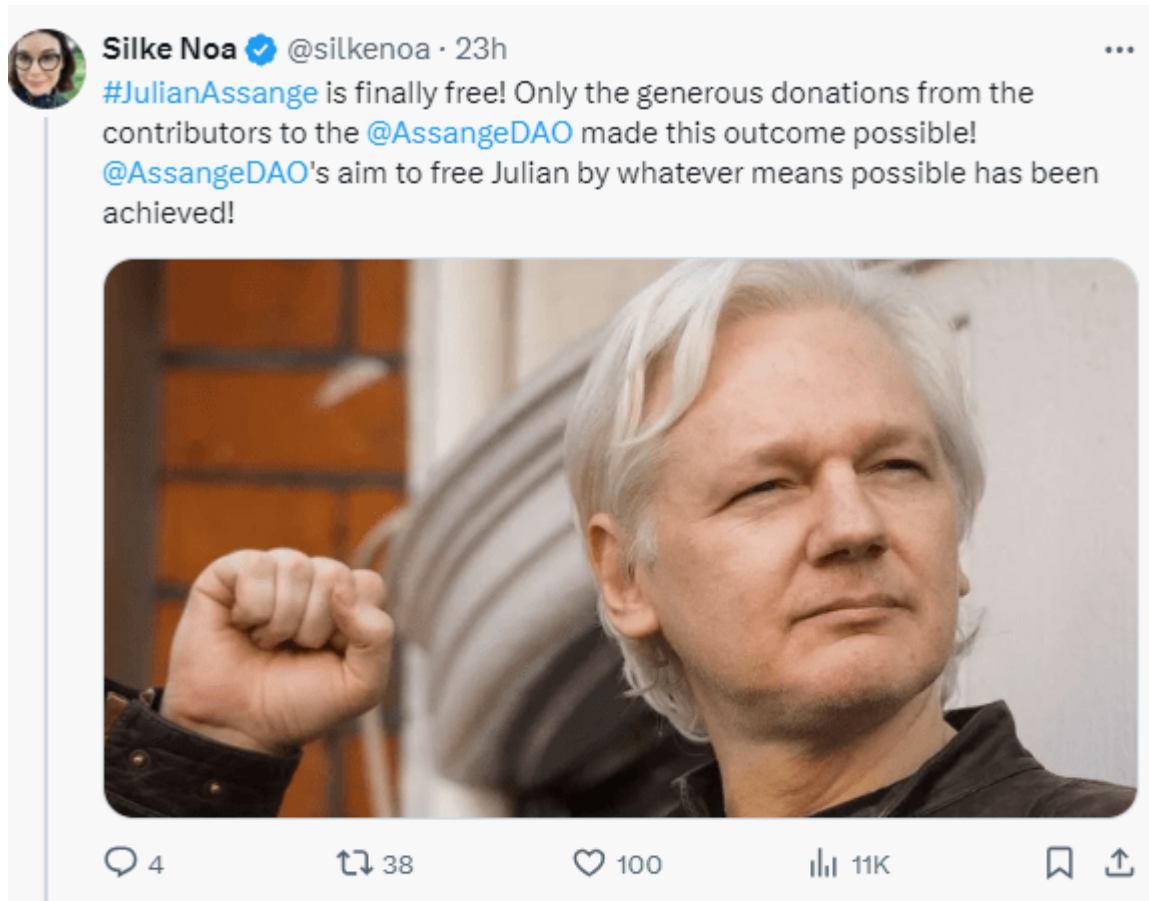 Silke Noa @silkenoa · 23h
#JulianAssange is finally free! Only the generous donations from the
contributors to the @AssangeDAO made this outcome possible!
@AssangeDAO's aim to free Julian by whatever means possible has been
achieved!
4 38 100 11K